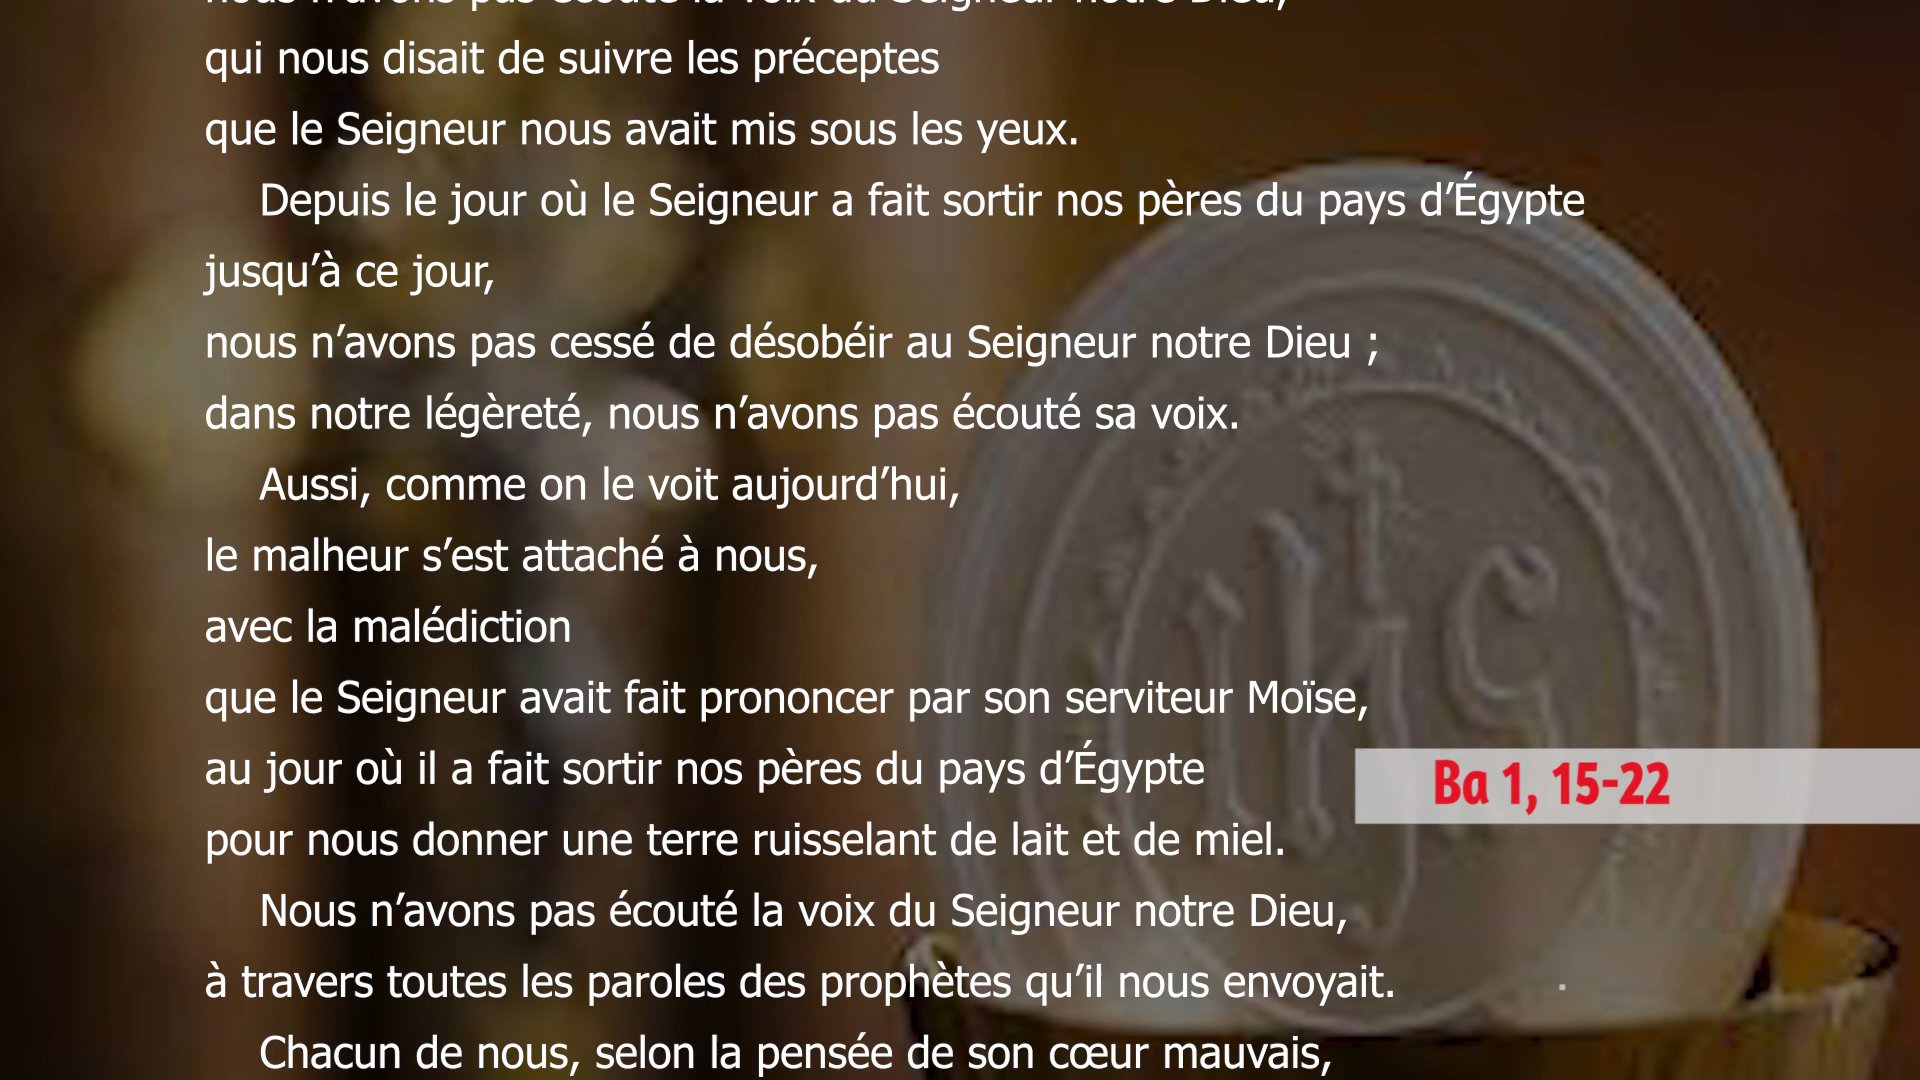 nous n’avons pas écouté la voix du Seigneur notre Dieu,
qui nous disait de suivre les préceptes
que le Seigneur nous avait mis sous les yeux.
Depuis le jour où le Seigneur a fait sortir nos pères du pays d’Égypte
jusqu’à ce jour,
nous n’avons pas cessé de désobéir au Seigneur notre Dieu ;
dans notre légèreté, nous n’avons pas écouté sa voix.
Aussi, comme on le voit aujourd’hui,
le malheur s’est attaché à nous,
avec la malédiction
que le Seigneur avait fait prononcer par son serviteur Moïse,
au jour où il a fait sortir nos pères du pays d’Égypte
Ba 1, 15-22
pour nous donner une terre ruisselant de lait et de miel.
Nous n’avons pas écouté la voix du Seigneur notre Dieu,
à travers toutes les paroles des prophètes qu’il nous envoyait.
Chacun de nous, selon la pensée de son cœur mauvais,